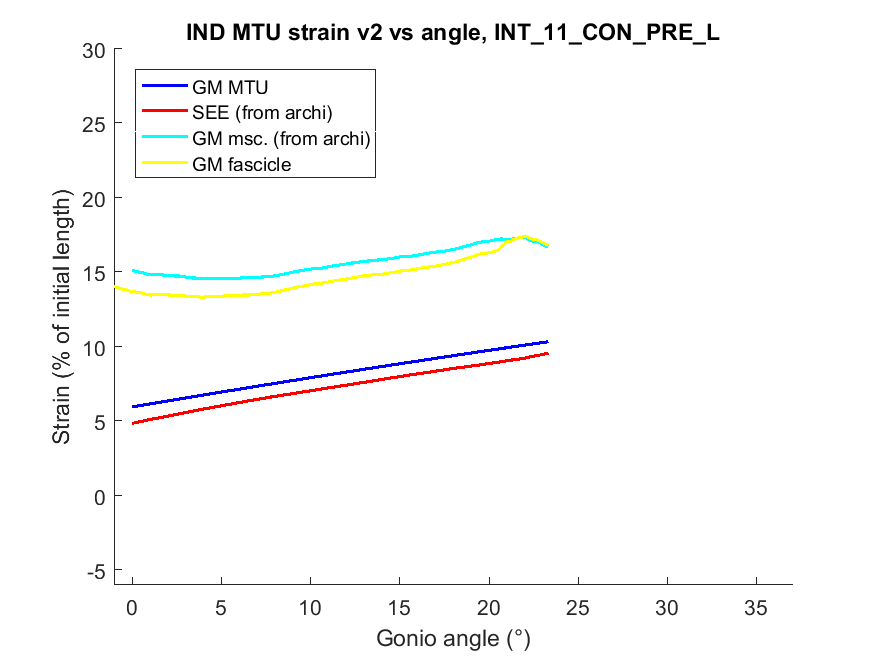 IND MTU strain v2 vs angle, INT_11_CON_PRE_L
30
25
20
15
10
5
0
-5
Strain (% of initial length)
GM MTU
SEE (from archi)
GM msc. (from archi)
GM fascicle
0 5 10 15 20 25 30 35
Gonio angle (°)